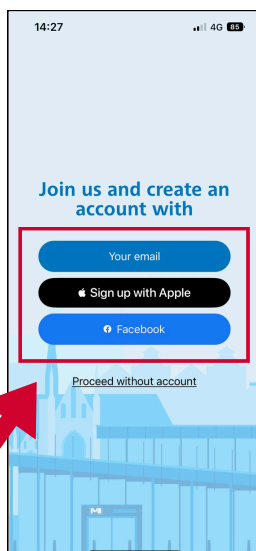 14:27
4G 85
Join us and create an
account with
Your email
Sign up with Apple
Facebook
Proceed without account
M